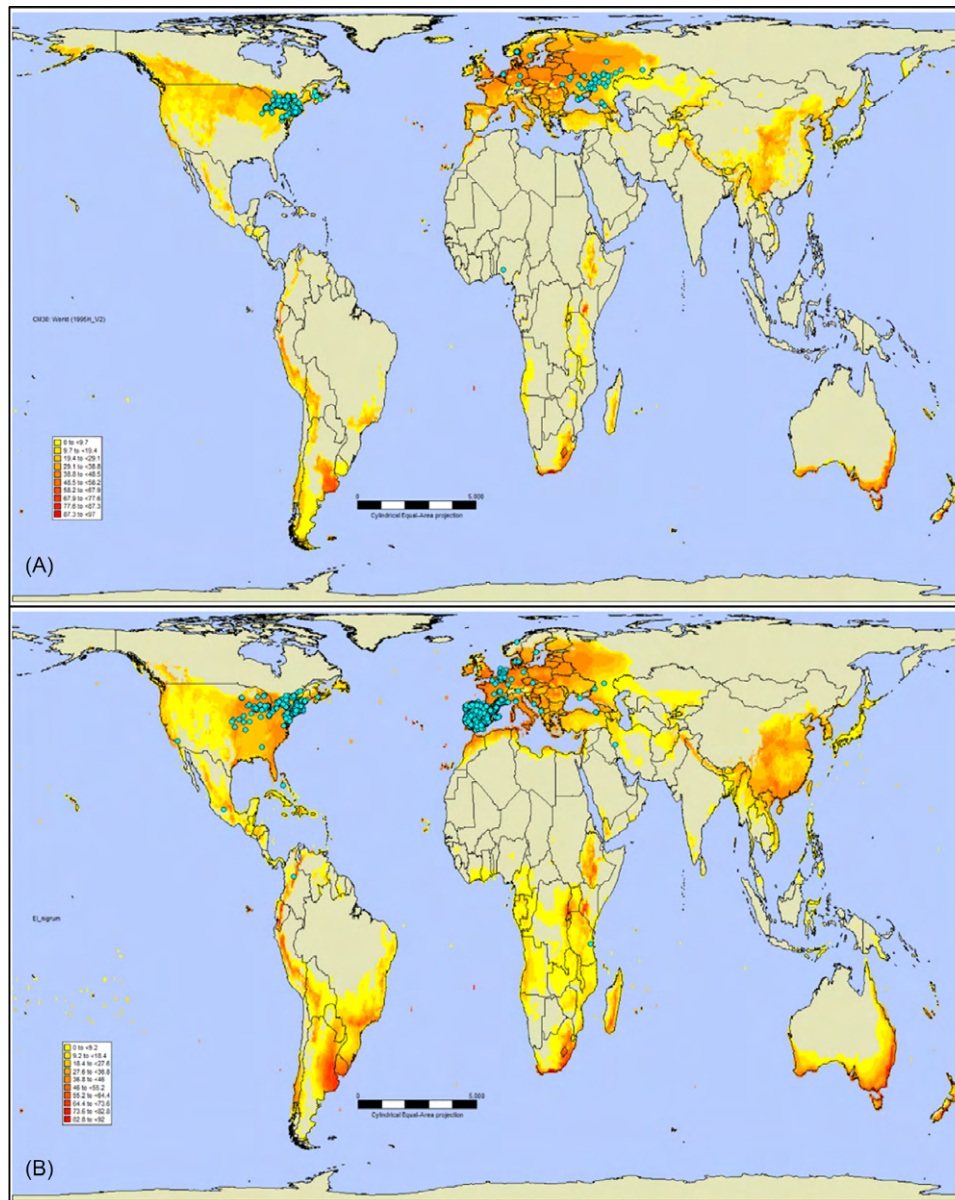 CM30: World (1995H_V2)
0 to <9.7
9.7 to <19.4
19.4 to <29.1
29.1 to <38.8
38.8 to <48.5
48.5 to <58.2
58.2 to <67.9
67.9 to <77.6
77.6 to <87.3
87.3 to <97
0 5,000
Cylindrical Equal-Area projection
(A)
El_nigrum
0 to <9.2
9.2 to <18.4
18.4 to <27.6
27.6 to <36.8
36.8 to <46
46 to <55.2
55.2 to <64.4
64.4 to <73.6
73.6 to <82.8
82.8 to <92
0 5,000
Cylindrical Equal-Area projection
(B)